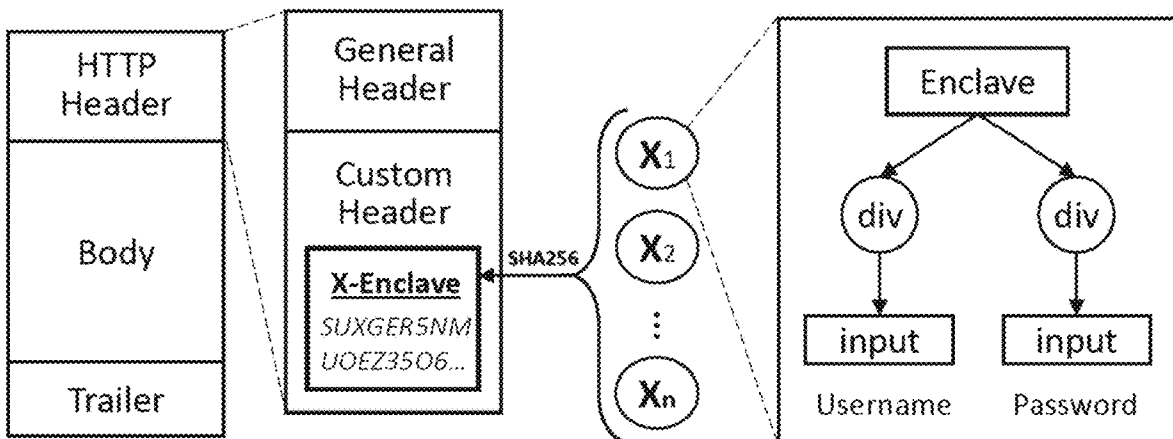 HTTP
Header
Body
Trailer
General
Header
Custom
Header
X-Enclave
SUXGER5NM
UOEZ35O6...
SHA256
X1
X2
⋮
Xn
Enclave
div
div
input
input
Username
Password